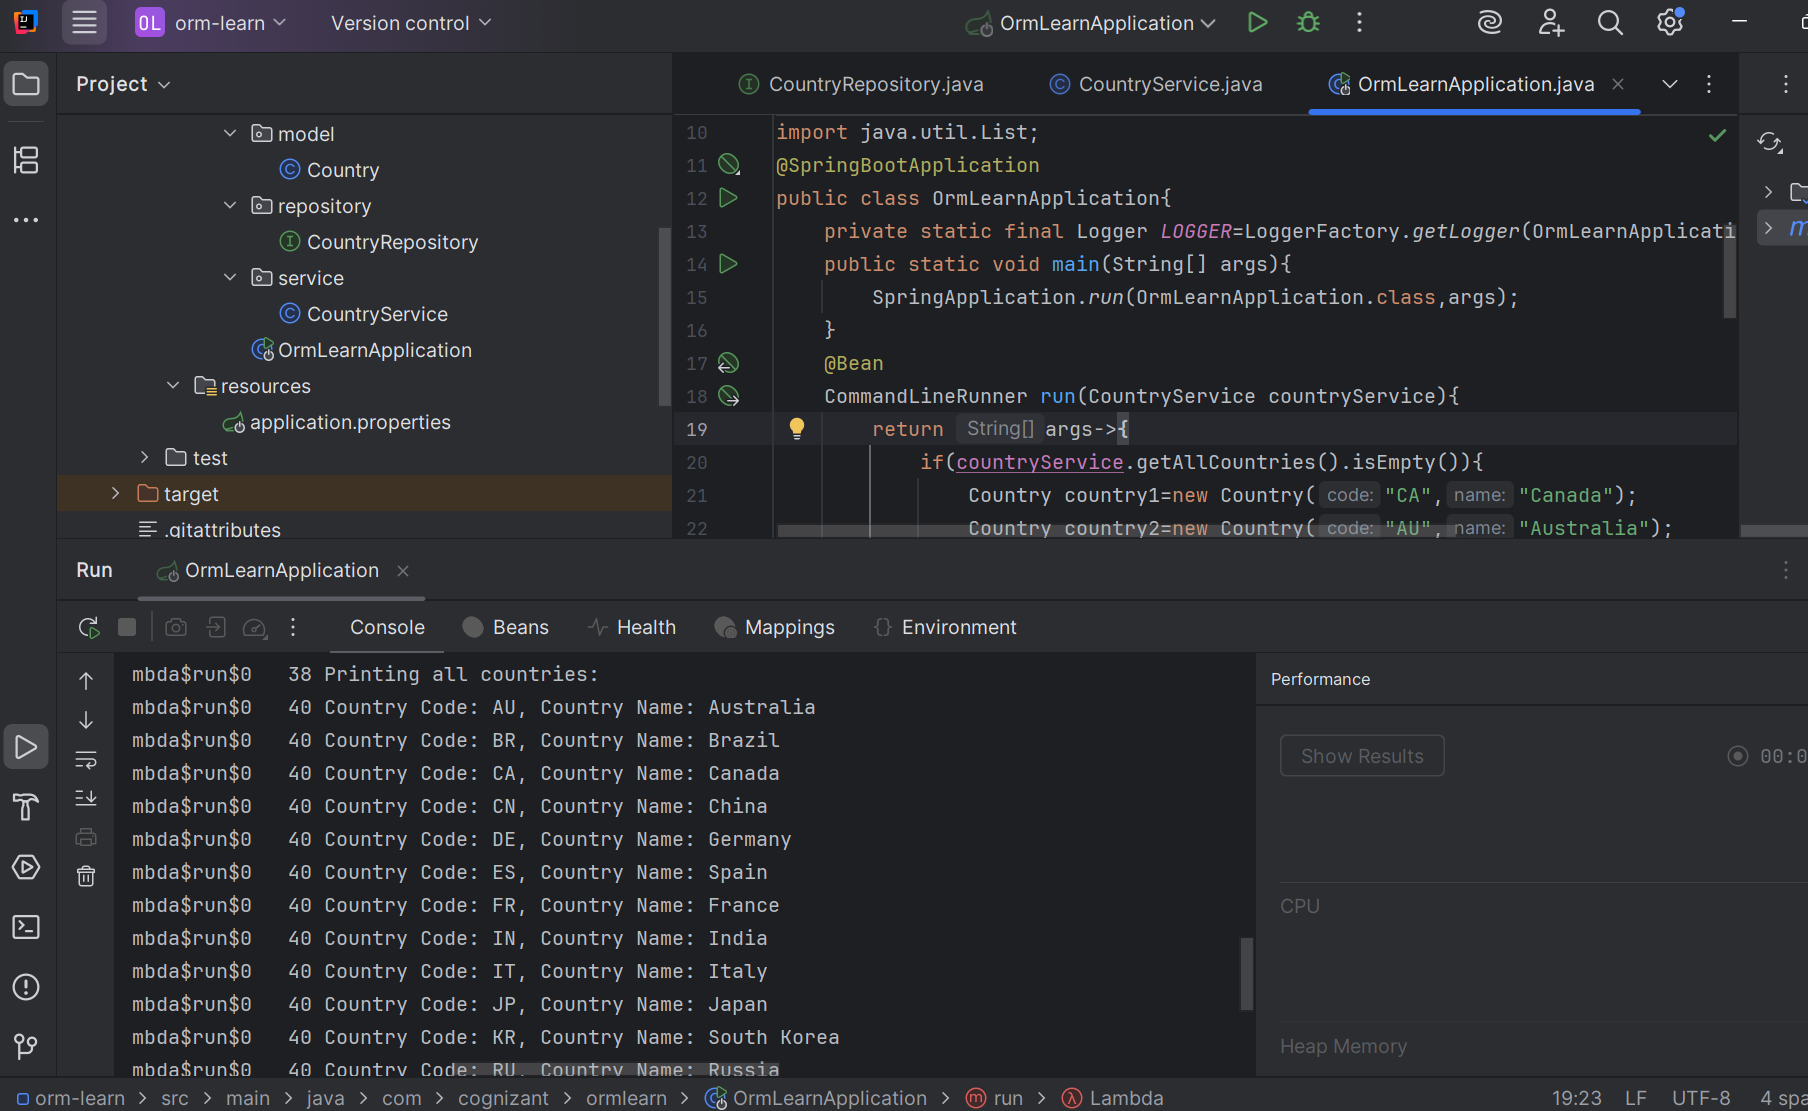 OL orm-learn Version control OrmLearnApplication
Project CountryRepository.java CountryService.java OrmLearnApplication.java
model
Country
repository
CountryRepository
service
CountryService
OrmLearnApplication
resources
application.properties
test
target
.gitattributes
10 import java.util.List;
11 @SpringBootApplication
12 public class OrmLearnApplication{
13 private static final Logger LOGGER=LoggerFactory.getLogger(OrmLearnApplicati
14 public static void main(String[] args){
15 SpringApplication.run(OrmLearnApplication.class,args);
16 }
17 @Bean
18 CommandLineRunner run(CountryService countryService){
19 return String[] args->{
20 if(countryService.getAllCountries().isEmpty()){
21 Country country1=new Country( code: "CA", name: "Canada");
22 Country country2=new Country( code: "AU", name: "Australia");
m
Run OrmLearnApplication
Console Beans Health Mappings Environment
mbda$run$0 38 Printing all countries:
mbda$run$0 40 Country Code: AU, Country Name: Australia
mbda$run$0 40 Country Code: BR, Country Name: Brazil
mbda$run$0 40 Country Code: CA, Country Name: Canada
mbda$run$0 40 Country Code: CN, Country Name: China
mbda$run$0 40 Country Code: DE, Country Name: Germany
mbda$run$0 40 Country Code: ES, Country Name: Spain
mbda$run$0 40 Country Code: FR, Country Name: France
mbda$run$0 40 Country Code: IN, Country Name: India
mbda$run$0 40 Country Code: IT, Country Name: Italy
mbda$run$0 40 Country Code: JP, Country Name: Japan
mbda$run$0 40 Country Code: KR, Country Name: South Korea
mbda$run$0 40 Country Code: RU, Country Name: Russia
Performance
Show Results 00:0
CPU
Heap Memory
orm-learn > src > main > java > com > cognizant > ormlearn > OrmLearnApplication > m run > λ Lambda 19:23 LF UTF-8 4 spa